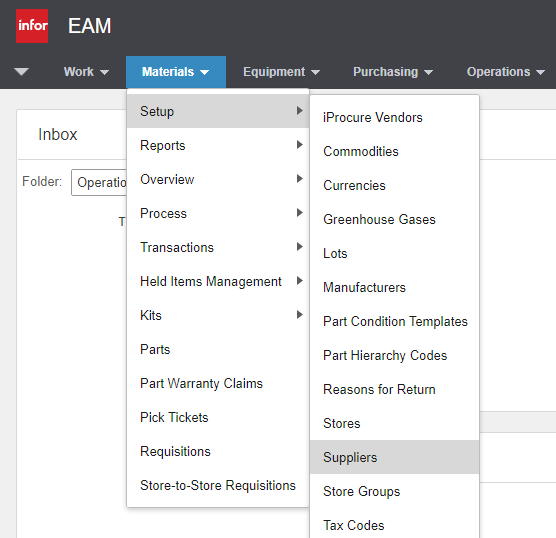 infor EAM
Work Materials Equipment Purchasing Operations
Inbox
Folder: Operatio
T
Setup
Reports
Overview
Process
Transactions
Held Items Management
Kits
Parts
Part Warranty Claims
Pick Tickets
Requisitions
Store-to-Store Requisitions
iProcure Vendors
Commodities
Currencies
Greenhouse Gases
Lots
Manufacturers
Part Condition Templates
Part Hierarchy Codes
Reasons for Return
Stores
Suppliers
Store Groups
Tax Codes